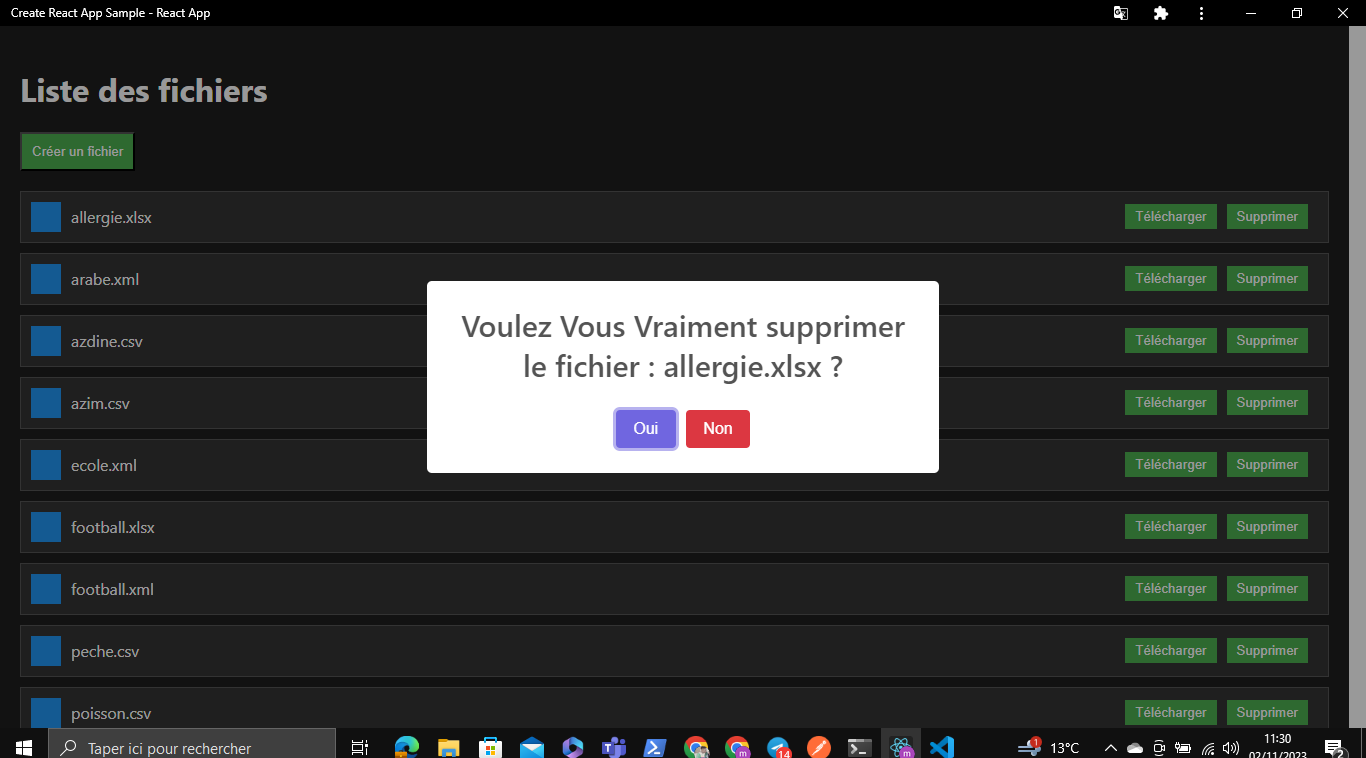 Create React App Sample - React App
Liste des fichiers
Créer un fichier
allergie.xlsx Télécharger Supprimer
arabe.xml Télécharger Supprimer
azdine.csv Télécharger Supprimer
azim.csv Télécharger Supprimer
ecole.xml Télécharger Supprimer
football.xlsx Télécharger Supprimer
football.xml Télécharger Supprimer
peche.csv Télécharger Supprimer
poisson.csv Télécharger Supprimer
Voulez Vous Vraiment supprimer
le fichier : allergie.xlsx ?
Oui Non
Taper ici pour rechercher
14
m
m
1
13°C
11:30
02/11/2023
2